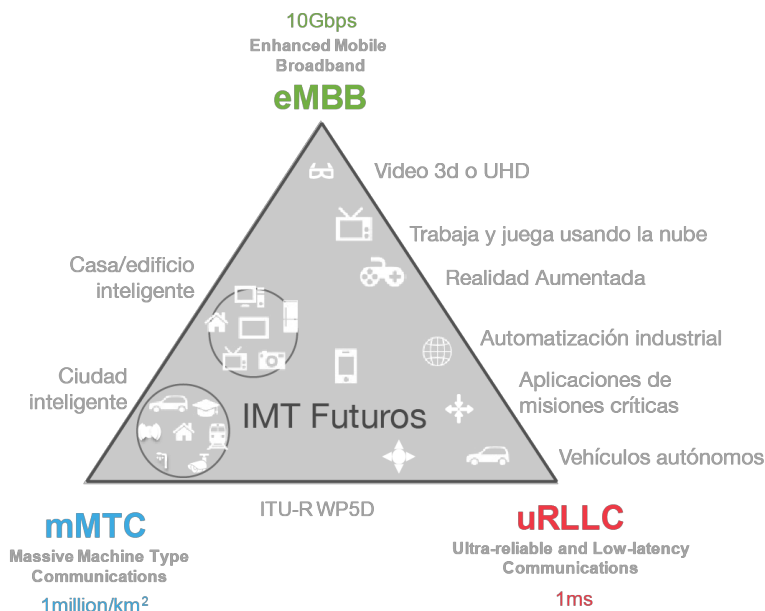 10Gbps
Enhanced Mobile
Broadband
eMBB
Video 3d o UHD
Trabaja y juega usando la nube
Casa/edificio
inteligente
Realidad Aumentada
Automatización industrial
Ciudad
inteligente
Aplicaciones de
misiones críticas
IMT Futuros
Vehículos autónomos
ITU-R WP5D
mMTC
Massive Machine Type
Communications
1million/km²
uRLLC
Ultra-reliable and Low-latency
Communications
1ms